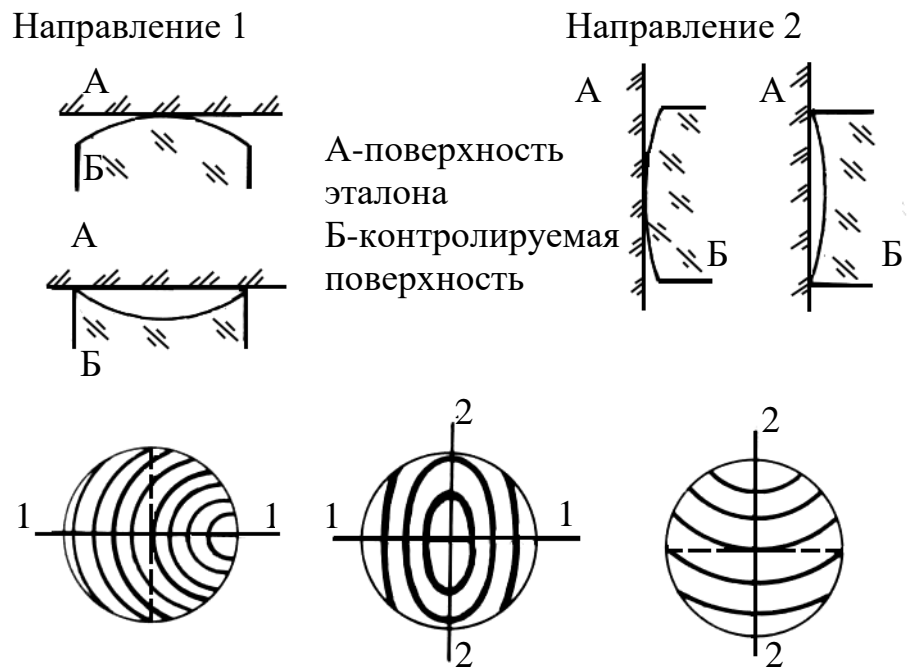 Направление 1
Направление 2
А
Б
А
Б
А-поверхность
эталона
Б-контролируемая
поверхность
А
Б
А
Б
1
1
2
1
1
2
2
2